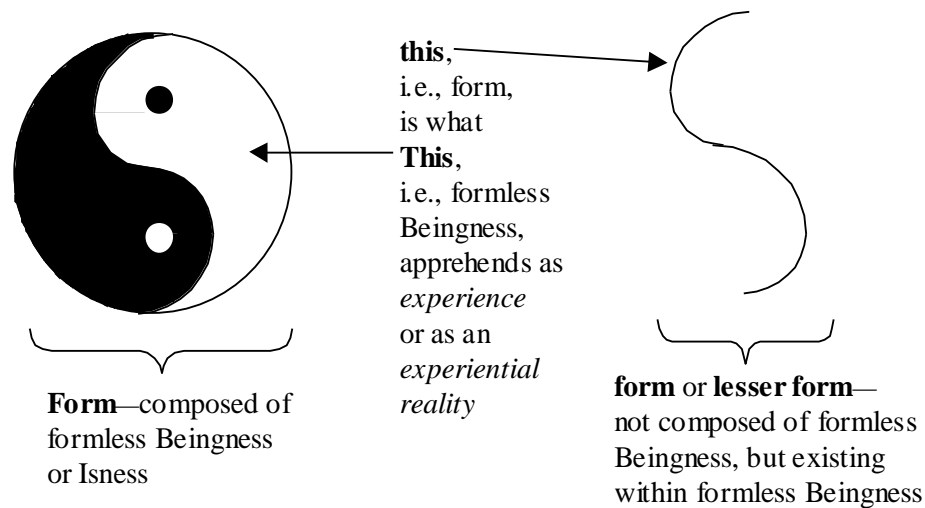 this,
i.e., form,
is what
This,
i.e., formless
Beingness,
apprehends as
experience
or as an
experiential
reality
Form—composed of
formless Beingness
or Isness
form or lesser form—
not composed of formless
Beingness, but existing
within formless Beingness